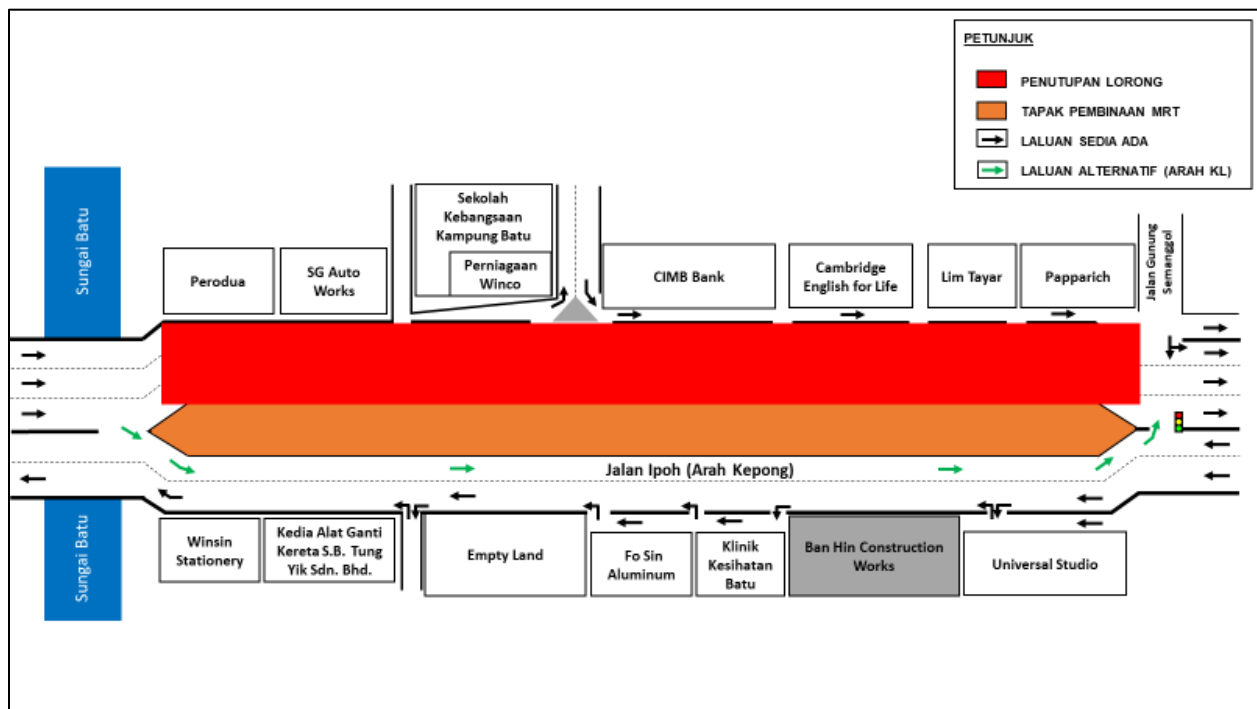 PETUNJUK
PENUTUPAN LORONG
TAPAK PEMBINAAN MRT
LALUAN SEDIA ADA
LALUAN ALTERNATIF (ARAH KL)
Sungai Batu
Perodua
SG Auto
Works
Sekolah
Kebangsaan
Kampung Batu
Perniagaan
Winco
CIMB Bank
Cambridge
English for Life
Lim Tayar
Papparich
Jalan Gunung
Semanggol
Jalan Ipoh (Arah Kepong)
Sungai Batu
Winsin
Stationery
Kedia Alat Ganti
Kereta S.B. Tung
Yik Sdn. Bhd.
Empty Land
Fo Sin
Aluminum
Klinik
Kesihatan
Batu
Ban Hin Construction
Works
Universal Studio